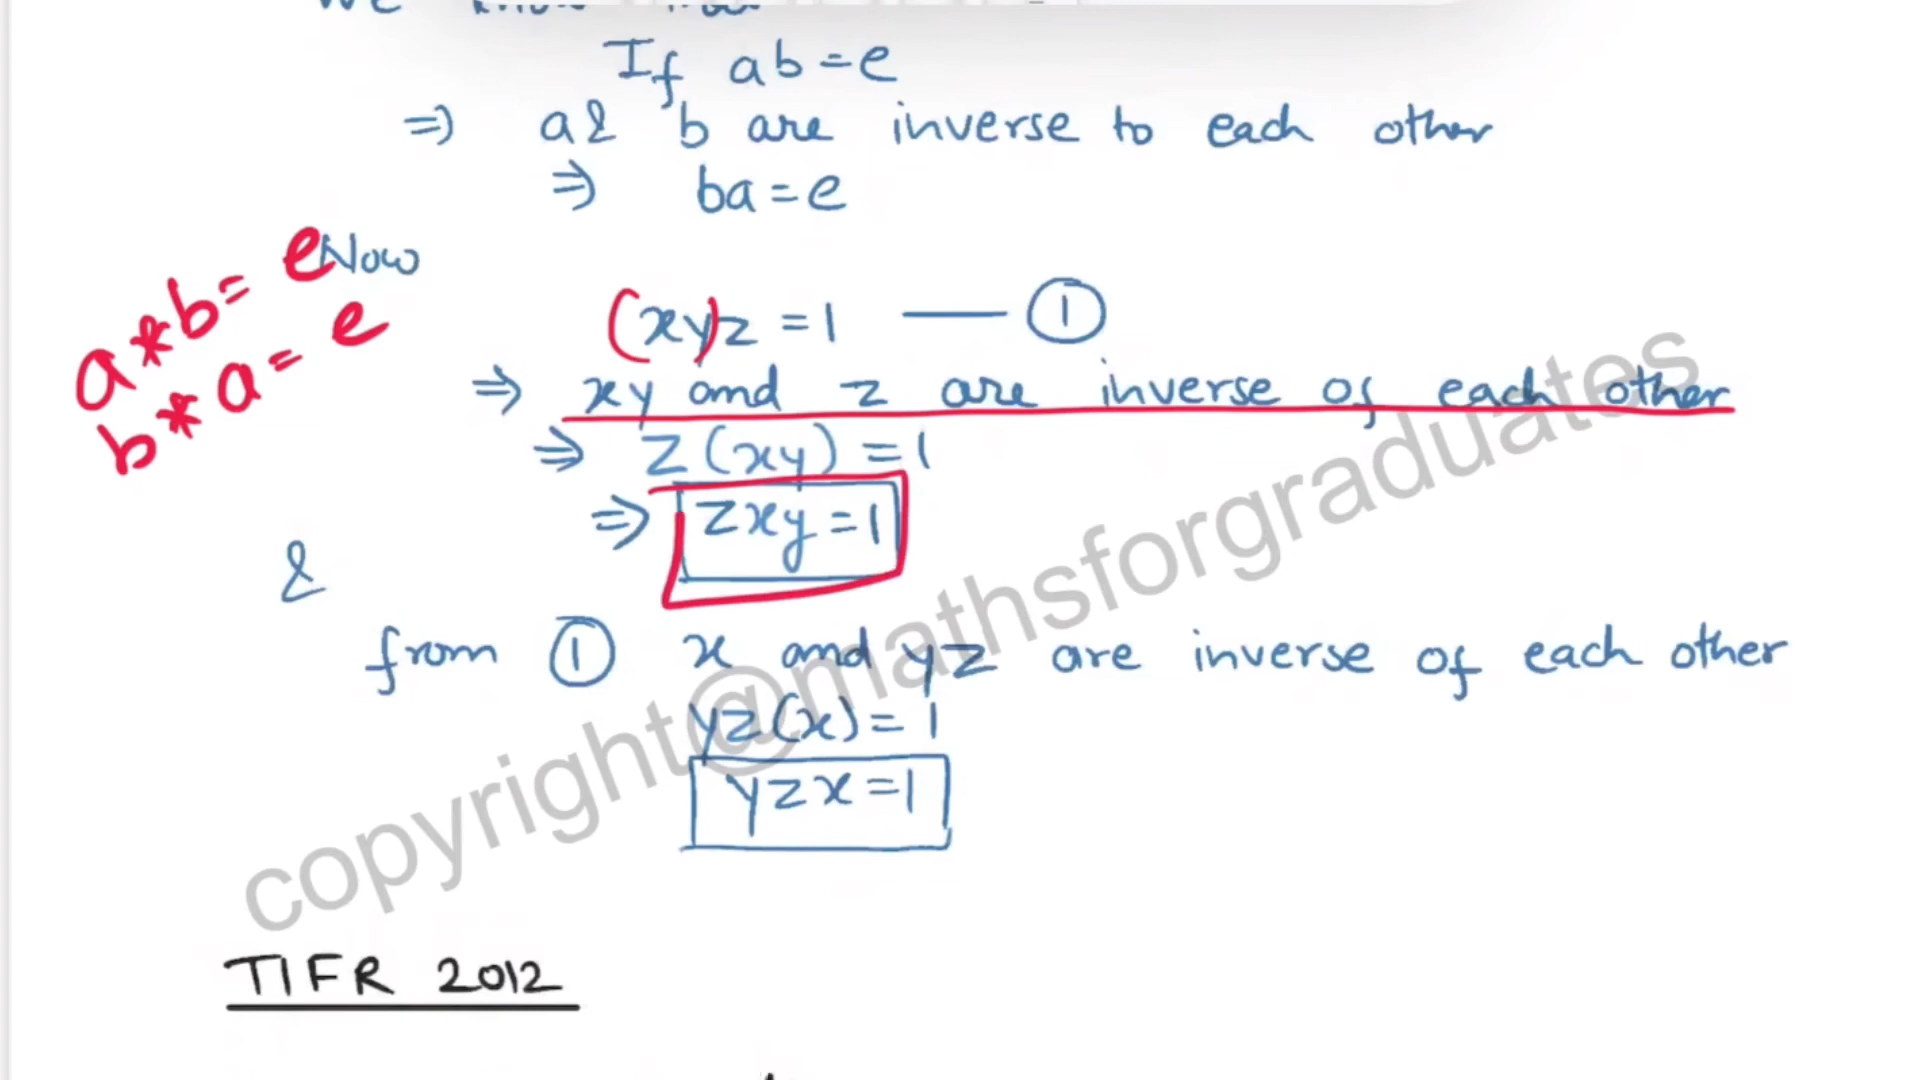 If ab=e
⇒ a & b are inverse to each other
⇒ ba=e
a*b= e
b*a= e
Now
(xy)z =1 —— ①
⇒ xy and z are inverse of each other
⇒ z(xy)=1
⇒ zxy=1
&
from ① x and yz are inverse of each other
yz(x)=1
yzx=1
copyright@mathsforgraduates
TIFR 2012